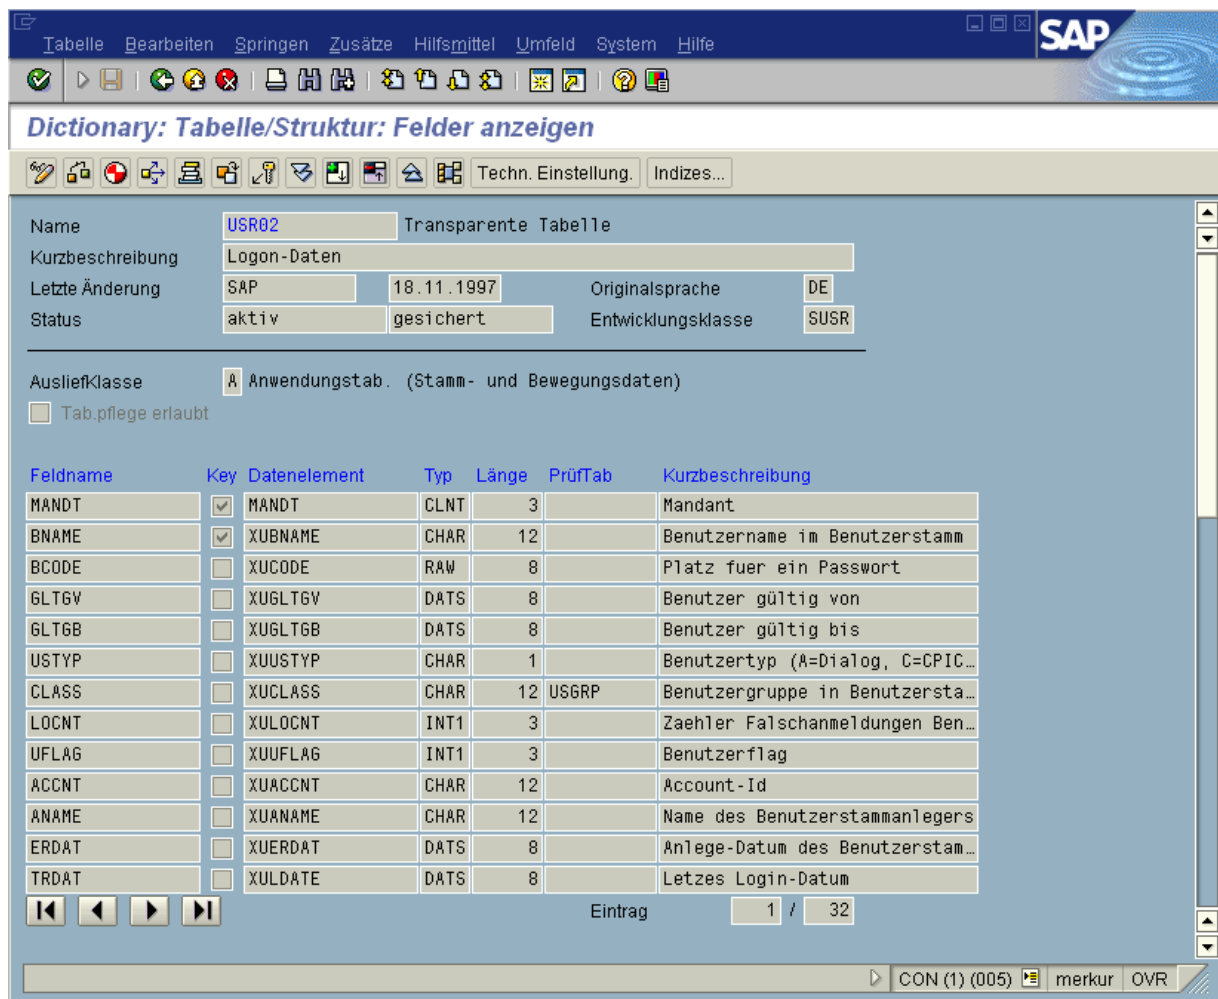 Tabelle Bearbeiten Springen Zusätze Hilfsmittel Umfeld System Hilfe
SAP
Dictionary: Tabelle/Struktur: Felder anzeigen
Techn. Einstellung. Indizes...
Name USR02 Transparente Tabelle
Kurzbeschreibung Logon-Daten
Letzte Änderung SAP 18.11.1997 Originalsprache DE
Status aktiv gesichert Entwicklungsklasse SUSR
AusliefKlasse A Anwendungstab. (Stamm- und Bewegungsdaten)
Tab.pflege erlaubt
Feldname Key Datenelement Typ Länge PrüfTab Kurzbeschreibung
MANDT MANDT CLNT 3 Mandant
BNAME XUBNAME CHAR 12 Benutzername im Benutzerstamm
BCODE XUCODE RAW 8 Platz fuer ein Passwort
GLTGV XUGLTGV DATS 8 Benutzer gültig von
GLTGB XUGLTGB DATS 8 Benutzer gültig bis
USTYP XUUSTYP CHAR 1 Benutzertyp (A=Dialog, C=CPIC…
CLASS XUCLASS CHAR 12 USGRP Benutzergruppe in Benutzersta…
LOCNT XULOCNT INT1 3 Zaehler Falschanmeldungen Ben…
UFLAG XUUFLAG INT1 3 Benutzerflag
ACCNT XUACCNT CHAR 12 Account-Id
ANAME XUANAME CHAR 12 Name des Benutzerstammanlegers
ERDAT XUERDAT DATS 8 Anlege-Datum des Benutzerstam…
TRDAT XULDATE DATS 8 Letzes Login-Datum
Eintrag 1 / 32
CON (1) (005) merkur OVR